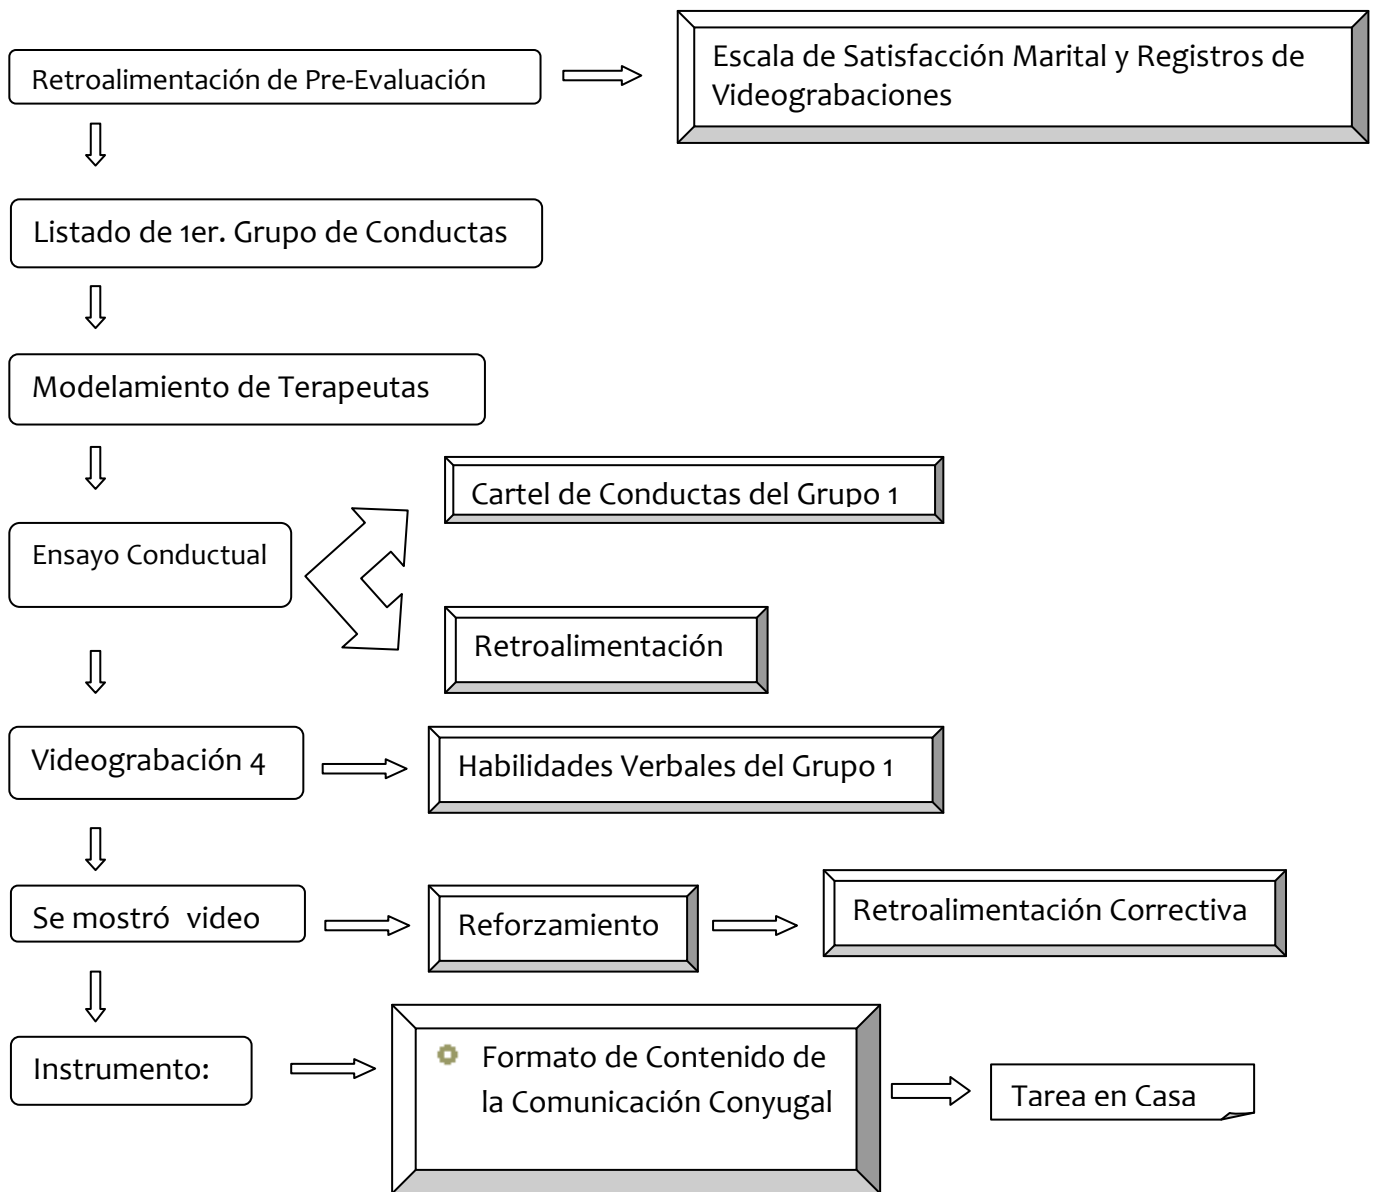 Retroalimentación de Pre-Evaluación
Escala de Satisfacción Marital y Registros de
Videograbaciones
Listado de 1er. Grupo de Conductas
Modelamiento de Terapeutas
Cartel de Conductas del Grupo 1
Ensayo Conductual
Retroalimentación
Videograbación 4
Habilidades Verbales del Grupo 1
Se mostró video
Reforzamiento
Retroalimentación Correctiva
Instrumento:
Formato de Contenido de
la Comunicación Conyugal
Tarea en Casa